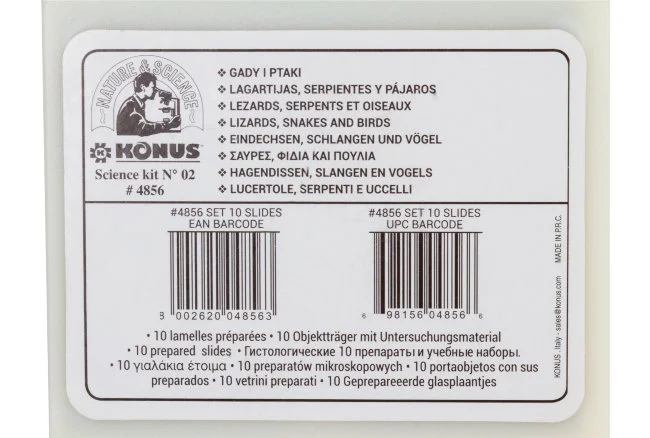 NATURE & SCIENCE
KONUS
Science kit N° 02
# 4856
❖ GADY I PTAKI
❖ LAGARTIJAS, SERPIENTES Y PÁJAROS
❖ LEZARDS, SERPENTS ET OISEAUX
❖ LIZARDS, SNAKES AND BIRDS
❖ EINDECHSEN, SCHLANGEN UND VÖGEL
❖ ΣΑΥΡΕΣ, ΦΙΔΙΑ ΚΑΙ ΠΟΥΛΙΑ
❖ HAGENDISSEN, SLANGEN EN VOGELS
❖ LUCERTOLE, SERPENTI E UCCELLI
#4856 SET 10 SLIDES
EAN BARCODE
8 002620 048563
#4856 SET 10 SLIDES
UPC BARCODE
6 98156 04856 6
• 10 lamelles préparées • 10 Objektträger mit Untersuchungsmaterial
• 10 prepared slides • Гистологические 10 препараты и учебные наборы.
• 10 γιαλάκια έτοιμα • 10 preparatów mikroskopowych • 10 portaobjetos con sus
preparados • 10 vetrini preparati • 10 Geprepareeerde glasplaantjes
KONUS . Italy - sales@konus.com
MADE IN P.R.C.